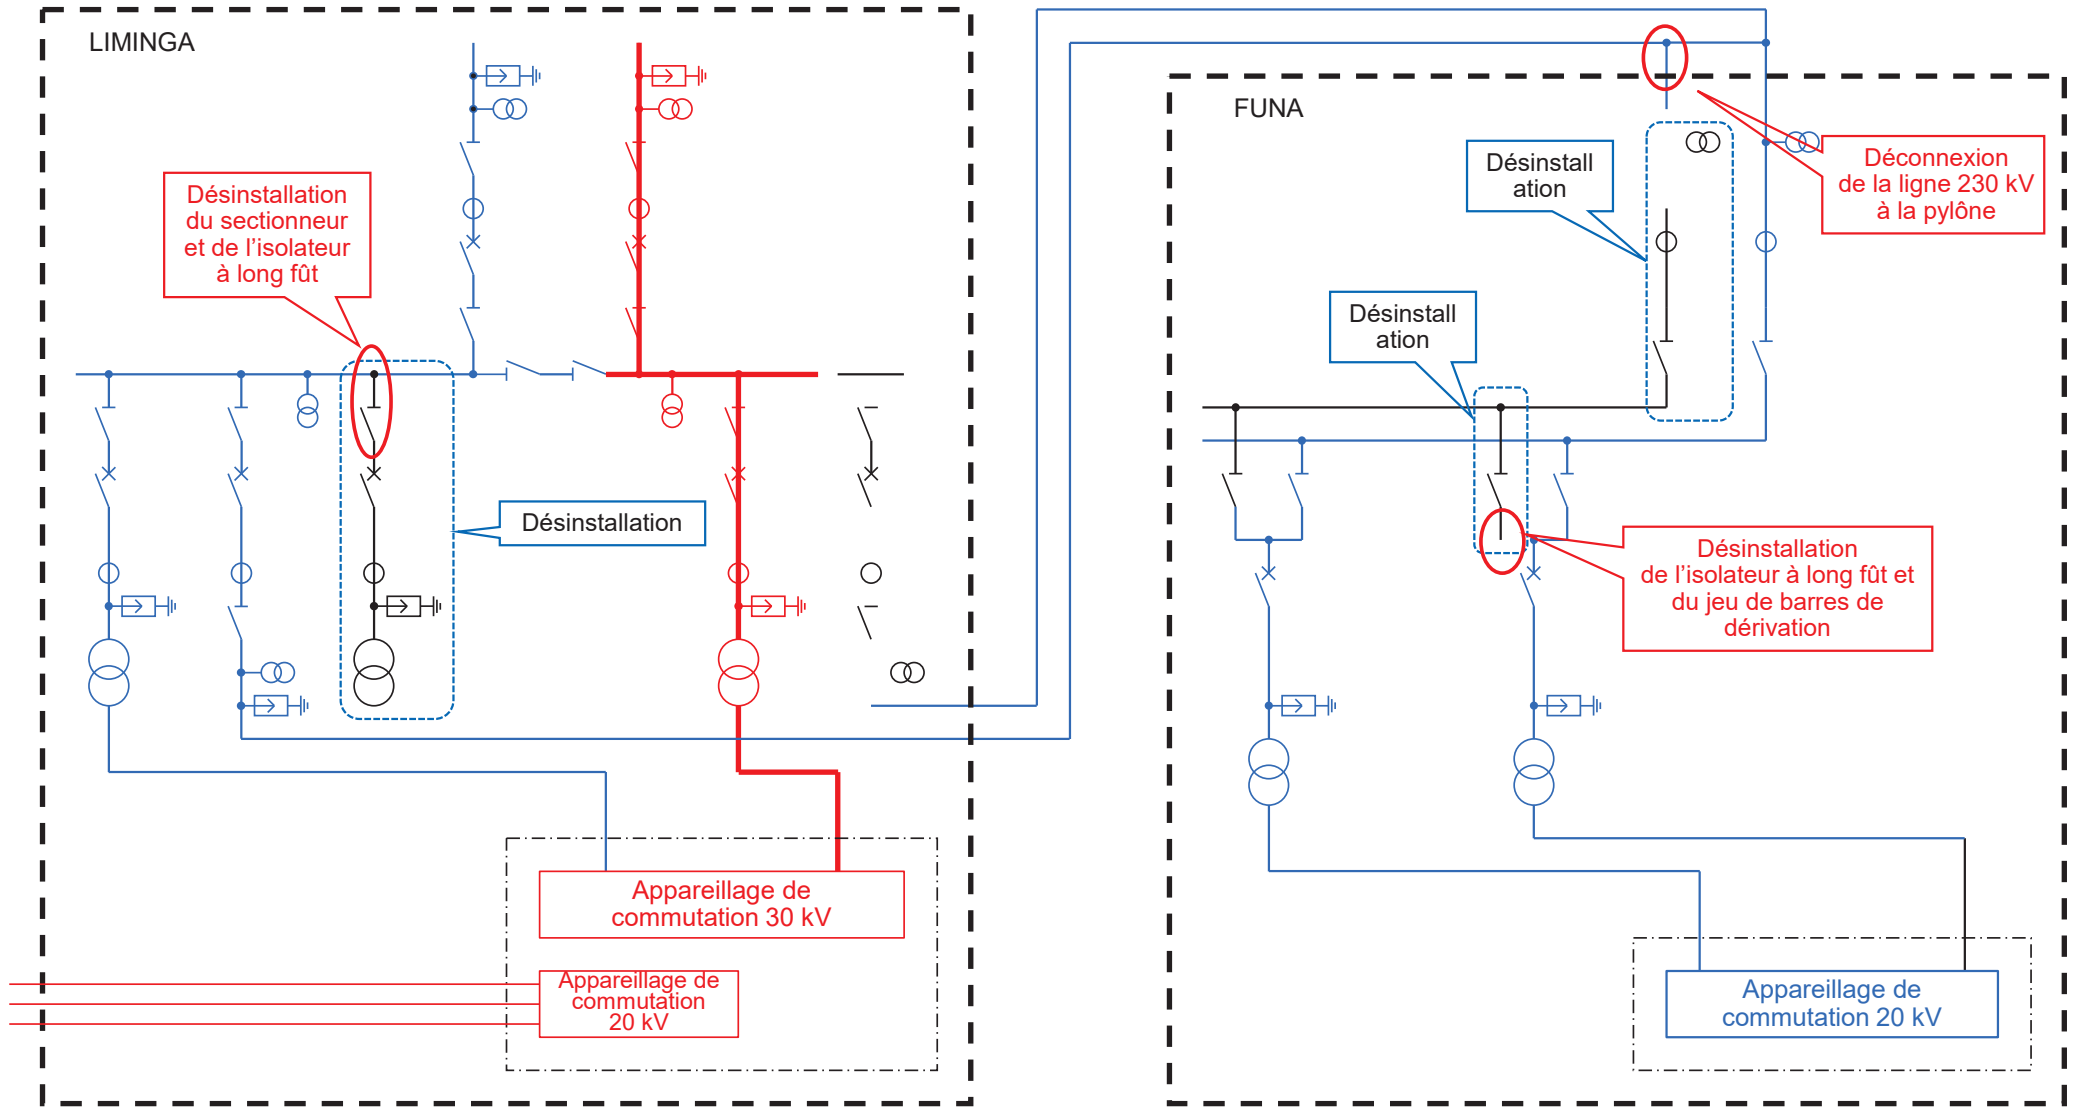 LIMINGA
FUNA
Désinstallation
du sectionneur
et de l’isolateur
à long fût
Désinstall
ation
Déconnexion
de la ligne 230 kV
à la pylône
Désinstall
ation
Désinstallation
Désinstallation
de l’isolateur à long fût et
du jeu de barres de
dérivation
Appareillage de
commutation 30 kV
Appareillage de
commutation
20 kV
Appareillage de
commutation 20 kV